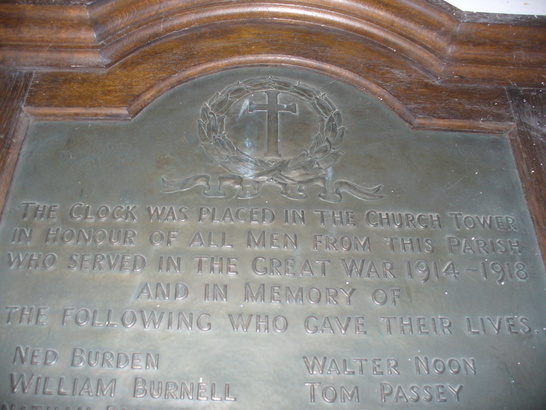 THE CLOCK WAS PLACED IN THE CHURCH TOWER
IN HONOUR OF ALL MEN FROM THIS PARISH
WHO SERVED IN THE GREAT WAR 1914~1918
AND IN MEMORY OF
THE FOLLOWING WHO GAVE THEIR LIVES.
NED BURDEN WALTER NOON
WILLIAM BURNELL TOM PASSEY